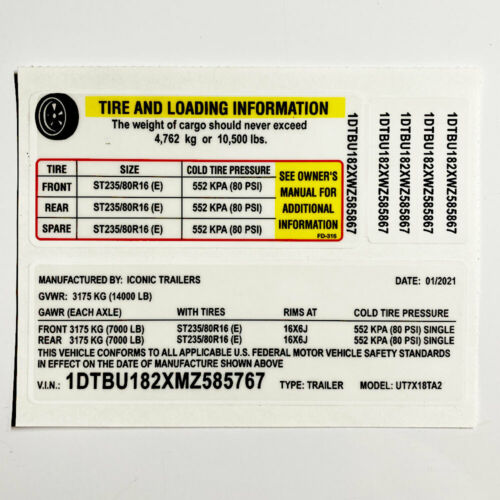 TIRE AND LOADING INFORMATION
The weight of cargo should never exceed
4,762 kg or 10,500 lbs.
TIRE SIZE COLD TIRE PRESSURE
FRONT ST235/80R16 (E) 552 KPA (80 PSI)
REAR ST235/80R16 (E) 552 KPA (80 PSI)
SPARE ST235/80R16 (E) 552 KPA (80 PSI)
SEE OWNER'S
MANUAL FOR
ADDITIONAL
INFORMATION
FD-316
1DTBU182XWZ585867
1DTBU182XWZ585867
1DTBU182XWZ585867
1DTBU182XWZ585867
1DTBU182XWZ585867
MANUFACTURED BY: ICONIC TRAILERS DATE: 01/2021
GVWR: 3175 KG (14000 LB)
GAWR (EACH AXLE) WITH TIRES RIMS AT COLD TIRE PRESSURE
FRONT 3175 KG (7000 LB) ST235/80R16 (E) 16X6J 552 KPA (80 PSI) SINGLE
REAR 3175 KG (7000 LB) ST235/80R16 (E) 16X6J 552 KPA (80 PSI) SINGLE
THIS VEHICLE CONFORMS TO ALL APPLICABLE U.S. FEDERAL MOTOR VEHICLE SAFETY STANDARDS
IN EFFECT ON THE DATE OF MANUFACTURE SHOWN ABOVE
V.I.N.: 1DTBU182XMZ585767 TYPE: TRAILER MODEL: UT7X18TA2